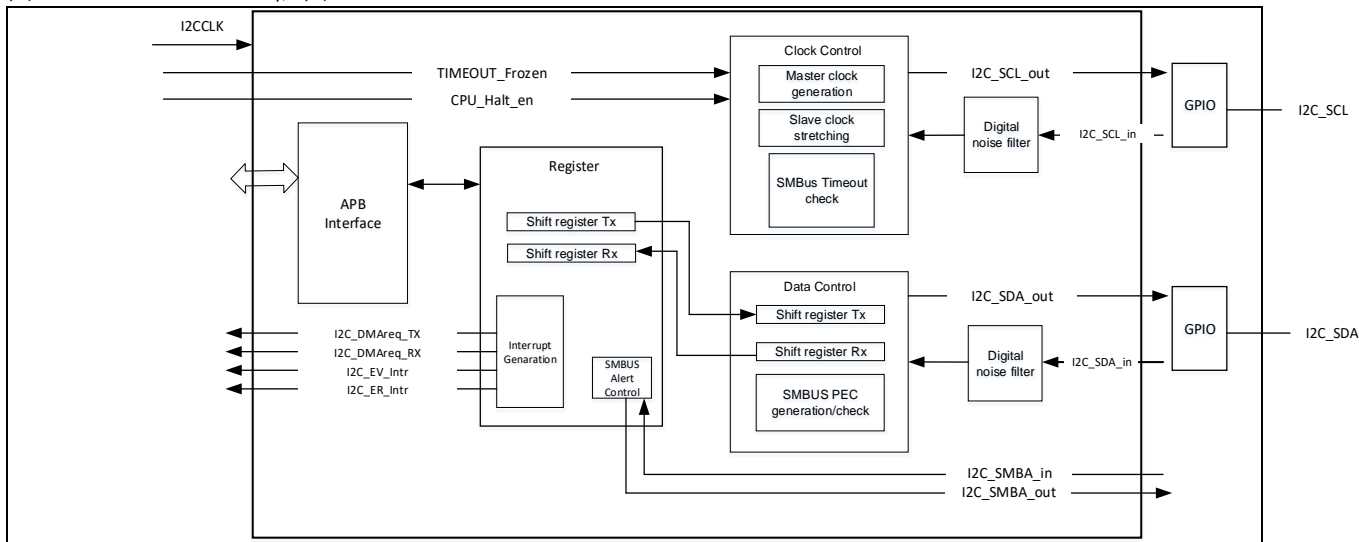 I2CCLK
TIMEOUT_Frozen
CPU_Halt_en
Clock Control
Master clock
generation
Slave clock
stretching
SMBus Timeout
check
I2C_SCL_out
Digital
noise filter
I2C_SCL_in
GPIO
I2C_SCL
APB
Interface
Register
Shift register Tx
Shift register Rx
Interrupt
Genaration
SMBUS
Alert
Control
I2C_DMAreq_TX
I2C_DMAreq_RX
I2C_EV_Intr
I2C_ER_Intr
Data Control
Shift register Tx
Shift register Rx
SMBUS PEC
generation/check
I2C_SDA_out
Digital
noise filter
I2C_SDA_in
GPIO
I2C_SDA
I2C_SMBA_in
I2C_SMBA_out